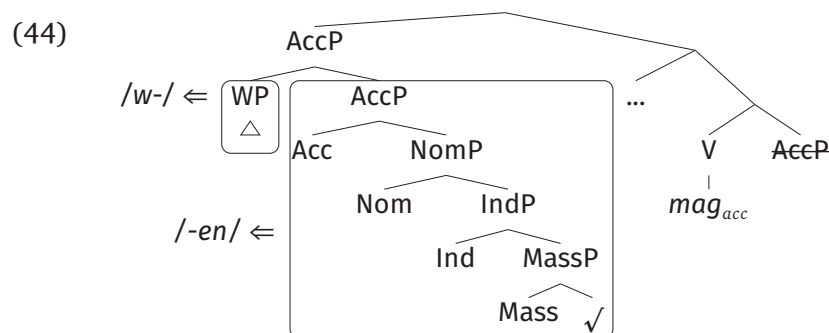 (44)
AccP
/w-/ ⇐ WP AccP ...
△ Acc NomP V AccP
Nom IndP mag_acc
/-en/ ⇐
Ind MassP
Mass √